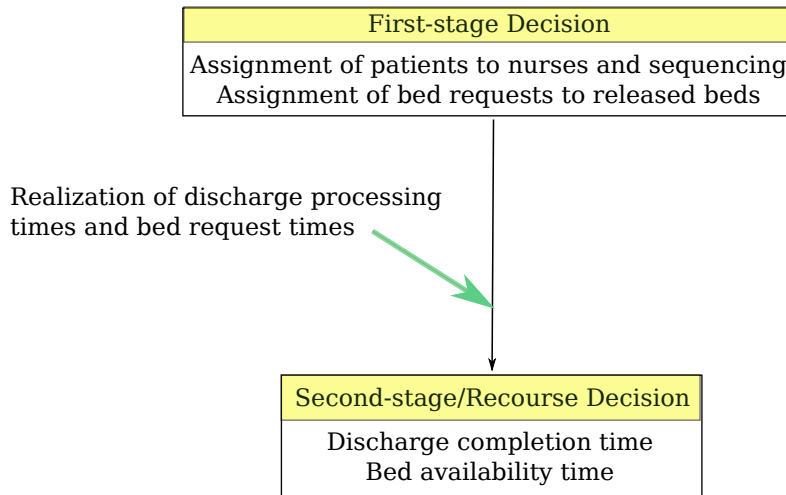 First-stage Decision
Assignment of patients to nurses and sequencing
Assignment of bed requests to released beds
Realization of discharge processing
times and bed request times
Second-stage/Recourse Decision
Discharge completion time
Bed availability time